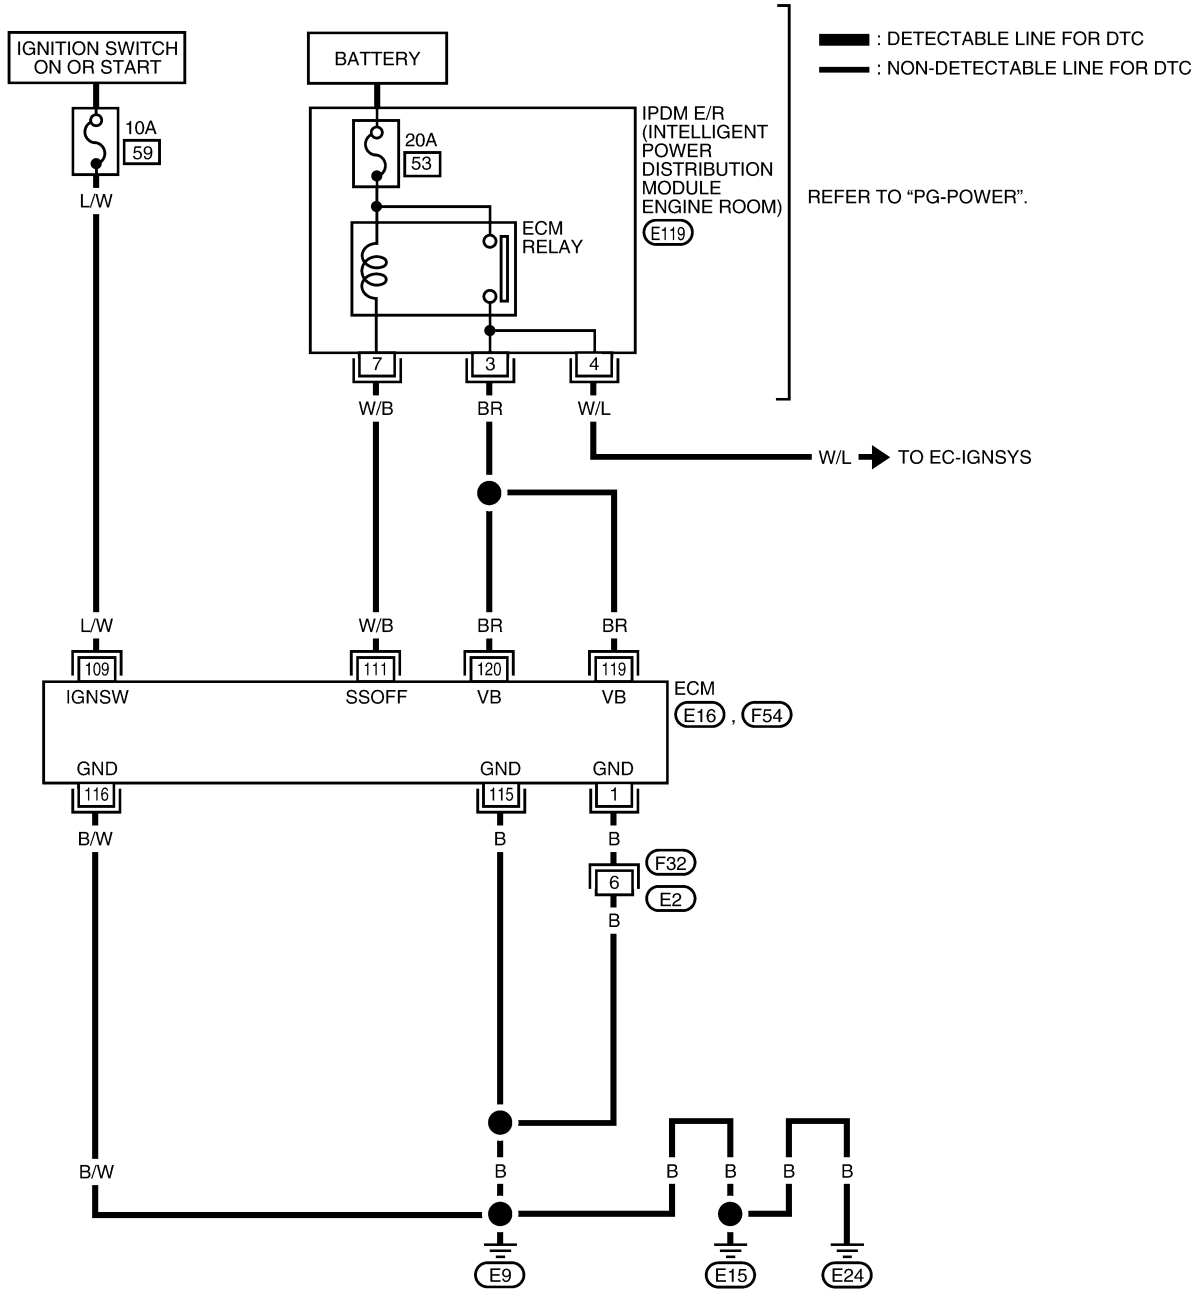 IGNITION SWITCH
ON OR START
BATTERY
: DETECTABLE LINE FOR DTC
: NON-DETECTABLE LINE FOR DTC
10A
59
L/W
20A
53
IPDM E/R
(INTELLIGENT
POWER
DISTRIBUTION
MODULE
ENGINE ROOM)
E119
REFER TO “PG-POWER”.
ECM
RELAY
7
3
4
W/B
BR
W/L
W/L
TO EC-IGNSYS
L/W
W/B
BR
BR
109
111
120
119
IGNSW
SSOFF
VB
VB
ECM
E16 , F54
GND
GND
GND
116
115
1
B/W
B
B
F32
6
E2
B
B/W
B
B
B
B
B
E9
E15
E24